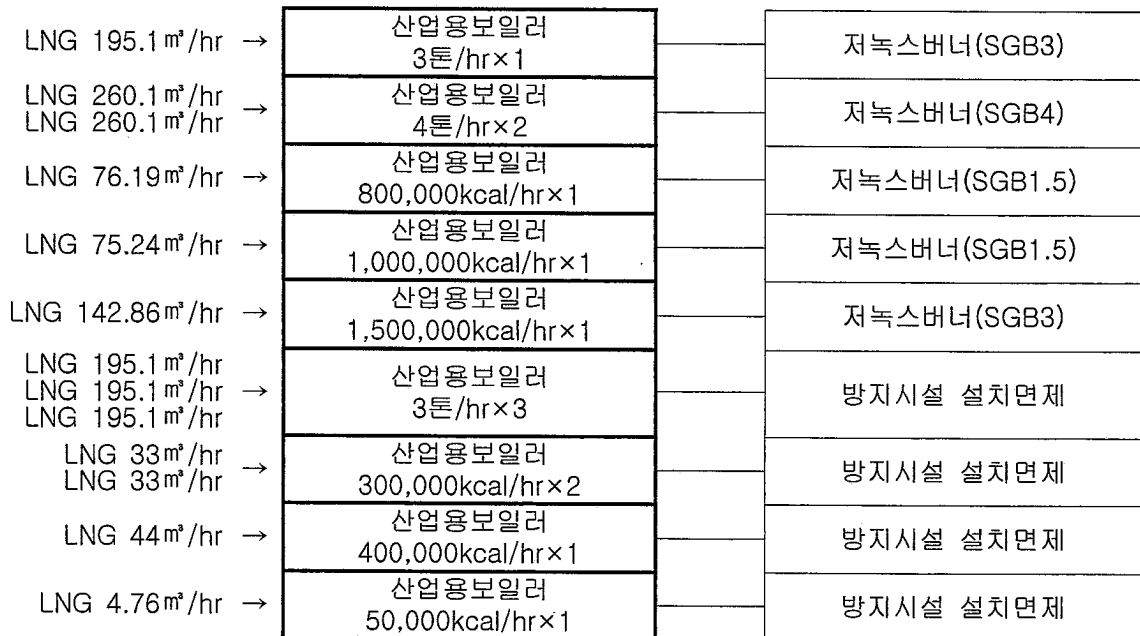 LNG 195.1㎥/hr →
산업용보일러
3톤/hr×1
저녹스버너(SGB3)
LNG 260.1㎥/hr
LNG 260.1㎥/hr
→
산업용보일러
4톤/hr×2
저녹스버너(SGB4)
LNG 76.19㎥/hr →
산업용보일러
800,000kcal/hr×1
저녹스버너(SGB1.5)
LNG 75.24㎥/hr →
산업용보일러
1,000,000kcal/hr×1
저녹스버너(SGB1.5)
LNG 142.86㎥/hr →
산업용보일러
1,500,000kcal/hr×1
저녹스버너(SGB3)
LNG 195.1㎥/hr
LNG 195.1㎥/hr →
LNG 195.1㎥/hr
산업용보일러
3톤/hr×3
방지시설 설치면제
LNG 33㎥/hr
LNG 33㎥/hr
→
산업용보일러
300,000kcal/hr×2
방지시설 설치면제
LNG 44㎥/hr →
산업용보일러
400,000kcal/hr×1
방지시설 설치면제
LNG 4.76㎥/hr →
산업용보일러
50,000kcal/hr×1
방지시설 설치면제